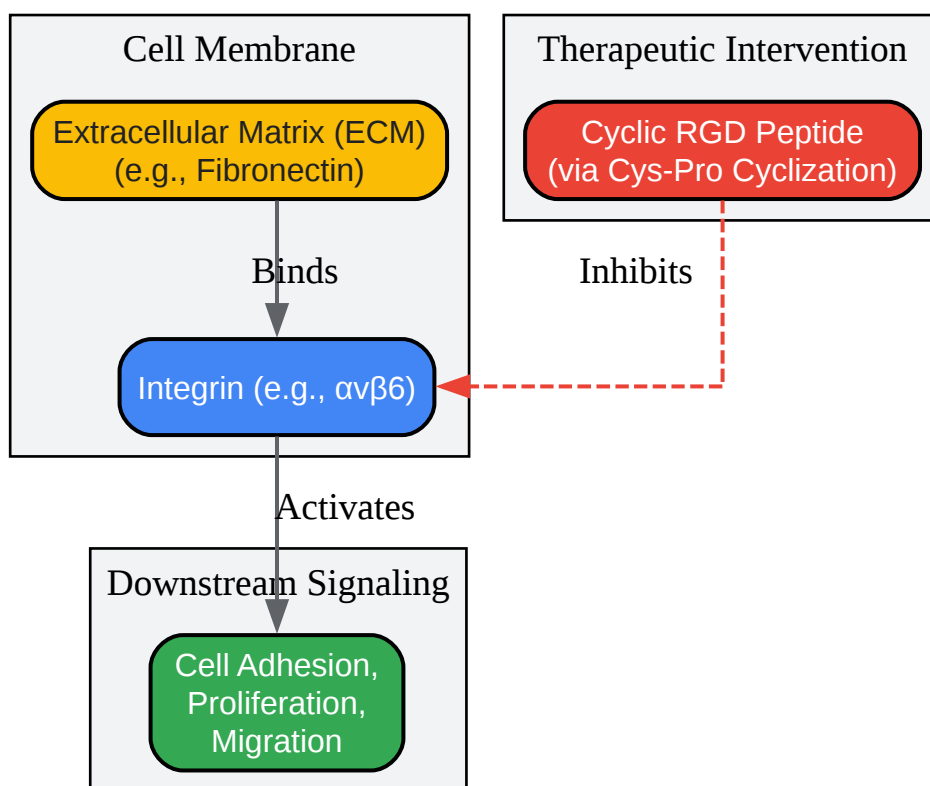 Cell Membrane
Extracellular Matrix (ECM)
(e.g., Fibronectin)
Binds
Integrin (e.g., αvβ6)
Therapeutic Intervention
Cyclic RGD Peptide
(via Cys-Pro Cyclization)
Inhibits
Activates
Downstream Signaling
Cell Adhesion,
Proliferation,
Migration